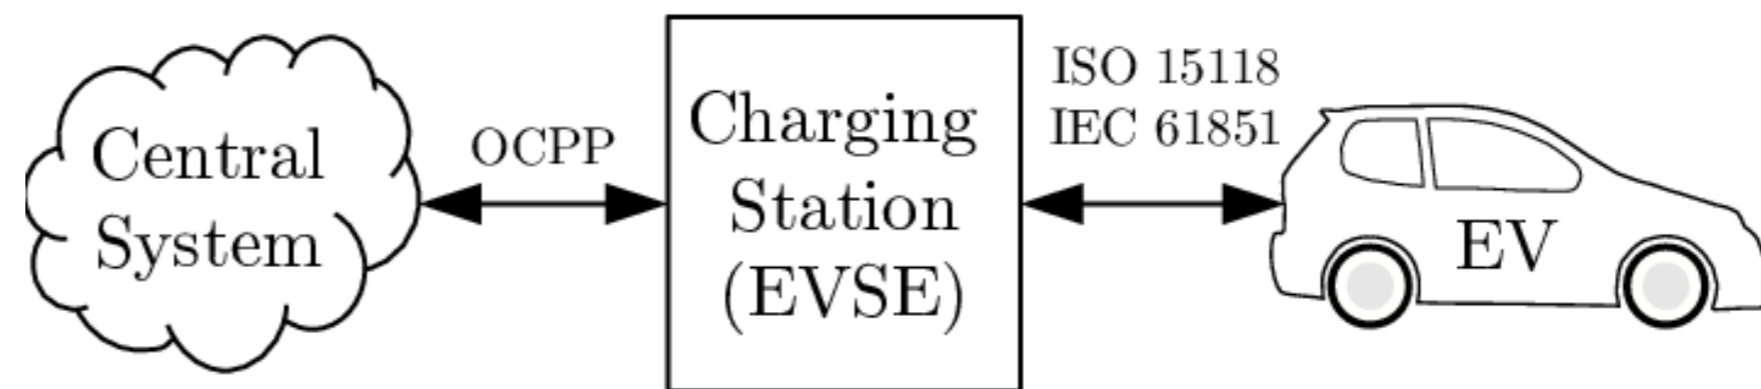 Central
System
OCPP
Charging
Station
(EVSE)
ISO 15118
IEC 61851
EV